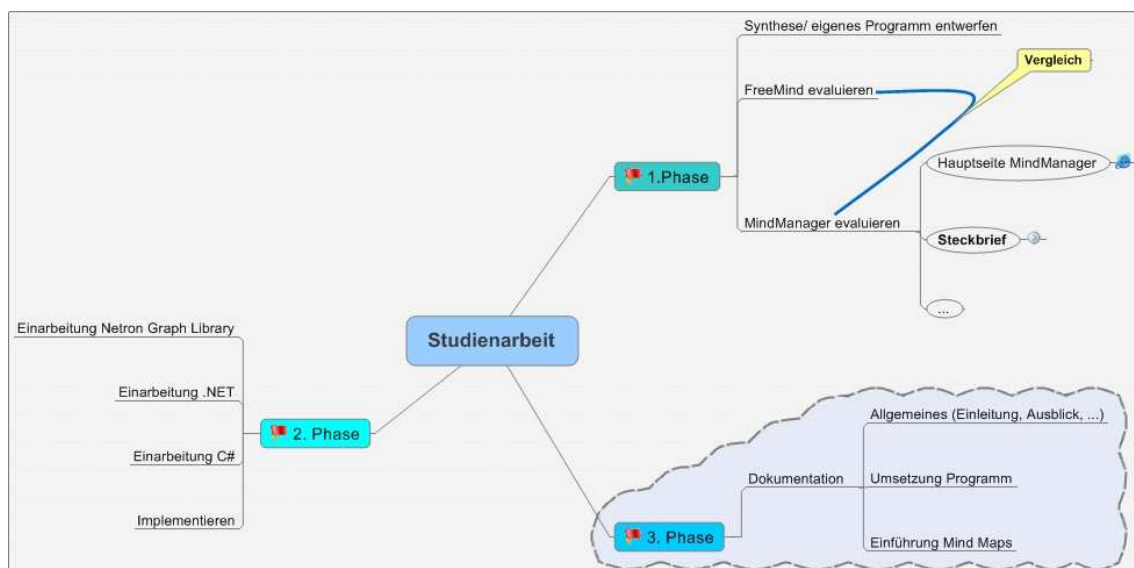 Synthese/ eigenes Programm entwerfen
Vergleich
FreeMind evaluieren
Hauptseite MindManager
1.Phase
MindManager evaluieren
Steckbrief
...
Studienarbeit
Einarbeitung Netron Graph Library
Einarbeitung .NET
2. Phase
Einarbeitung C#
Implementieren
Allgemeines (Einleitung, Ausblick, ...)
Dokumentation
Umsetzung Programm
3. Phase
Einführung Mind Maps